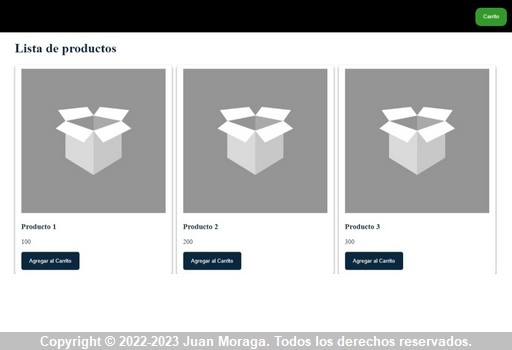 Carrito
Lista de productos
Producto 1
100
Agregar al Carrito
Producto 2
200
Agregar al Carrito
Producto 3
300
Agregar al Carrito
Copyright © 2022-2023 Juan Moraga. Todos los derechos reservados.